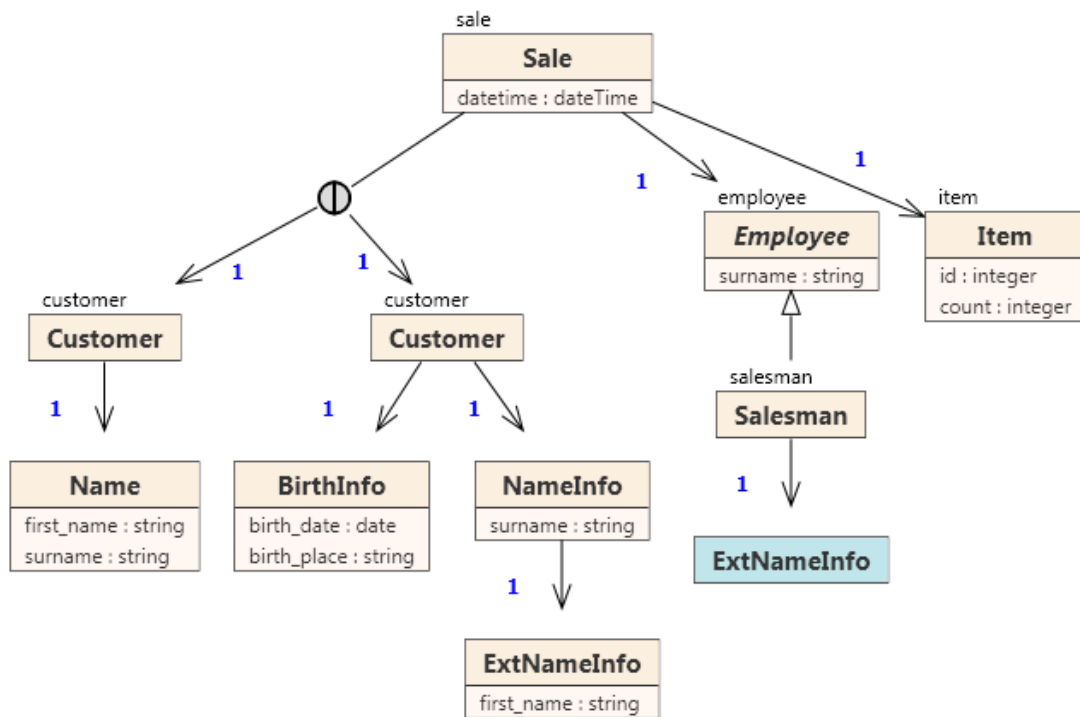 sale
Sale
datetime : dateTime
1
1
employee
Employee
surname : string
item
Item
id : integer
count : integer
1
1
customer
Customer
customer
Customer
salesman
Salesman
1
1
1
1
Name
first_name : string
surname : string
BirthInfo
birth_date : date
birth_place : string
NameInfo
surname : string
ExtNameInfo
1
ExtNameInfo
first_name : string